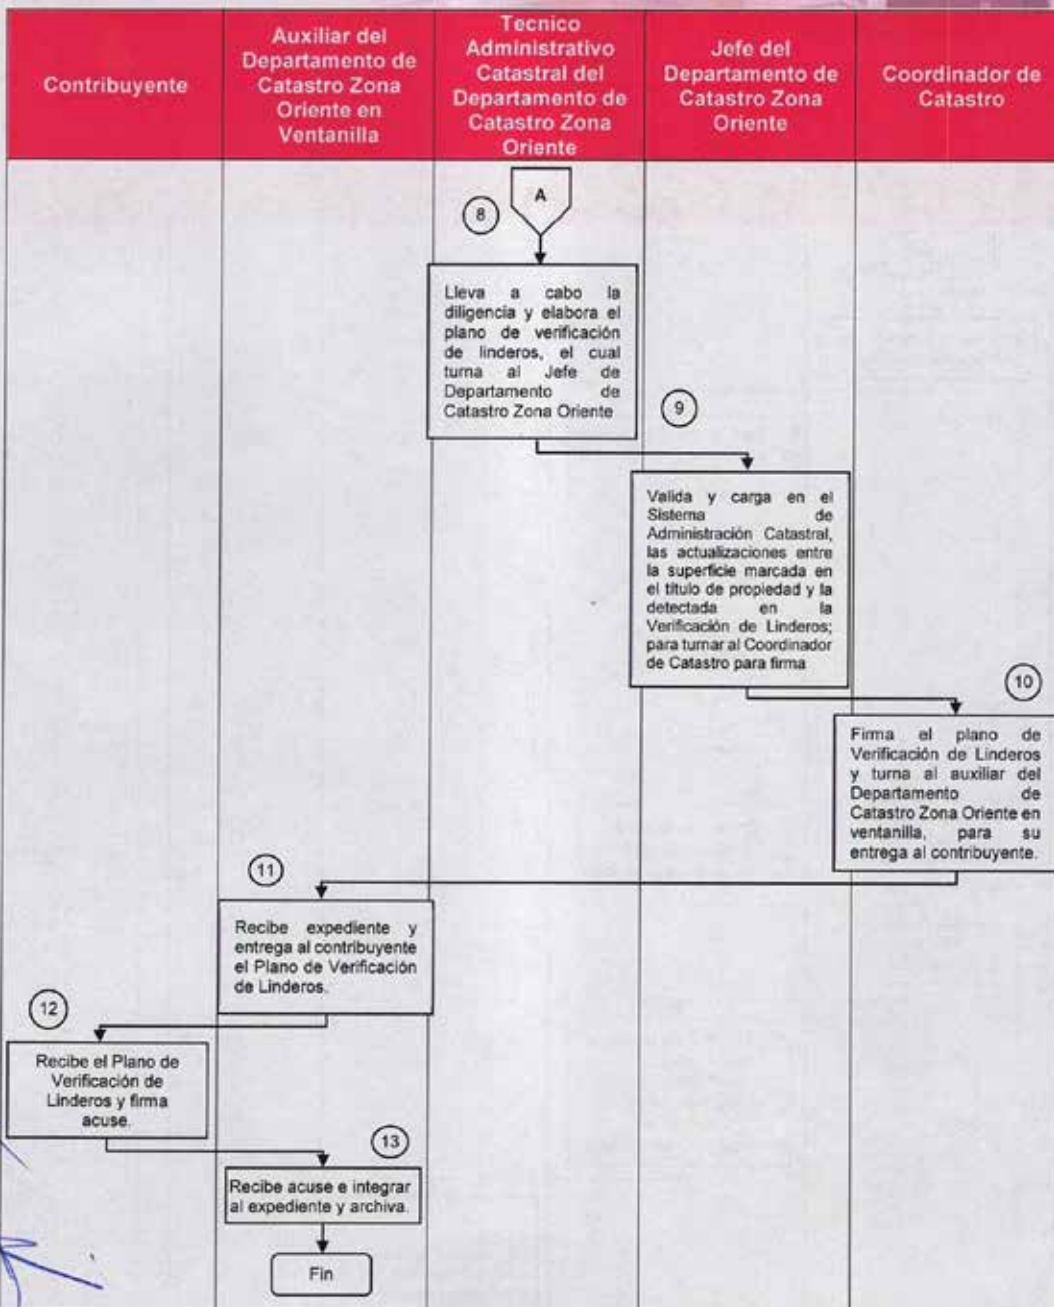 Contribuyente
Auxiliar del
Departamento de
Catastro Zona
Oriente en
Ventanilla
Tecnico
Administrativo
Catastral del
Departamento de
Catastro Zona
Oriente
Jefe del
Departamento de
Catastro Zona
Oriente
Coordinador de
Catastro
A
8
Lleva a cabo la
diligencia y elabora el
plano de verificación
de linderos, el cual
turna al Jefe de
Departamento de
Catastro Zona Oriente
9
Valida y carga en el
Sistema de
Administración Catastral,
las actualizaciones entre
la superficie marcada en
el título de propiedad y la
detectada en la
Verificación de Linderos;
para turnar al Coordinador
de Catastro para firma
10
Firma el plano de
Verificación de Linderos
y turna al auxiliar del
Departamento de
Catastro Zona Oriente en
ventanilla, para su
entrega al contribuyente.
11
Recibe expediente y
entrega al contribuyente
el Plano de Verificación
de Linderos.
12
Recibe el Plano de
Verificación de
Linderos y firma
acuse.
13
Recibe acuse e integrar
al expediente y archiva.
Fin